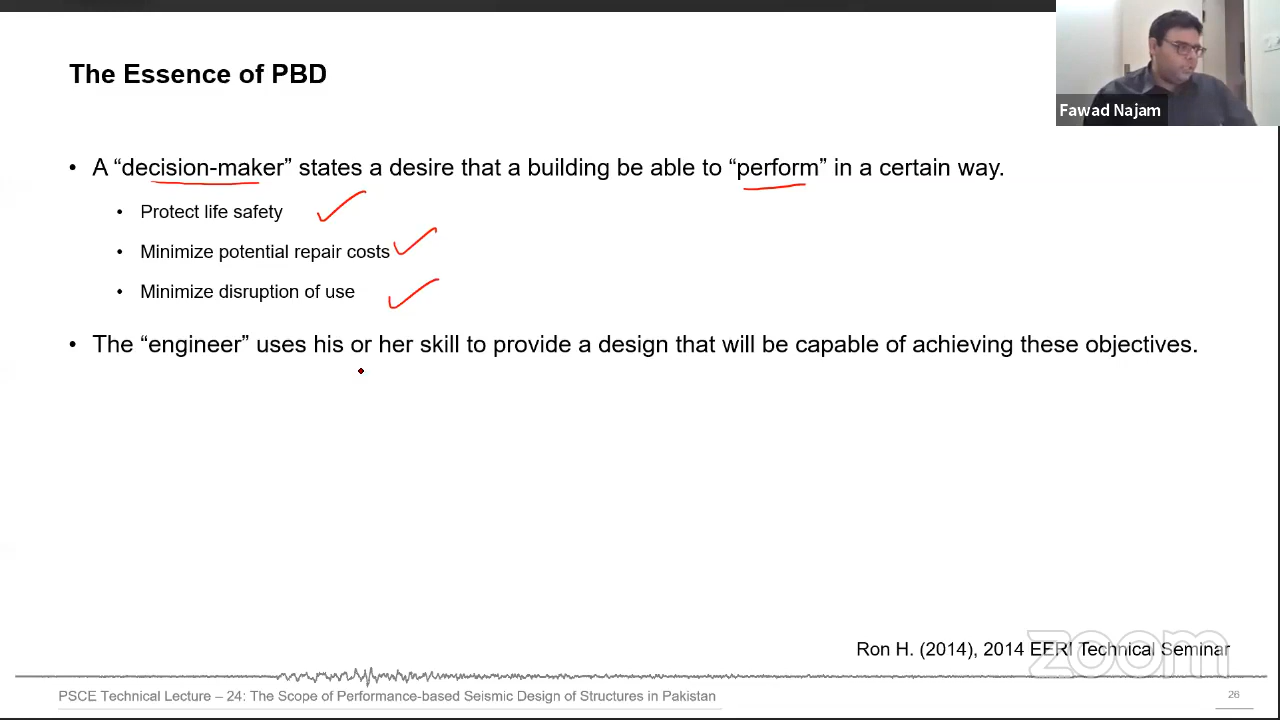 The Essence of PBD
Fawad Najam
• A “decision-maker” states a desire that a building be able to “perform” in a certain way.
• Protect life safety
• Minimize potential repair costs
• Minimize disruption of use
• The “engineer” uses his or her skill to provide a design that will be capable of achieving these objectives.
Ron H. (2014), 2014 EERI Technical Seminar
zoom
PSCE Technical Lecture – 24: The Scope of Performance-based Seismic Design of Structures in Pakistan
26